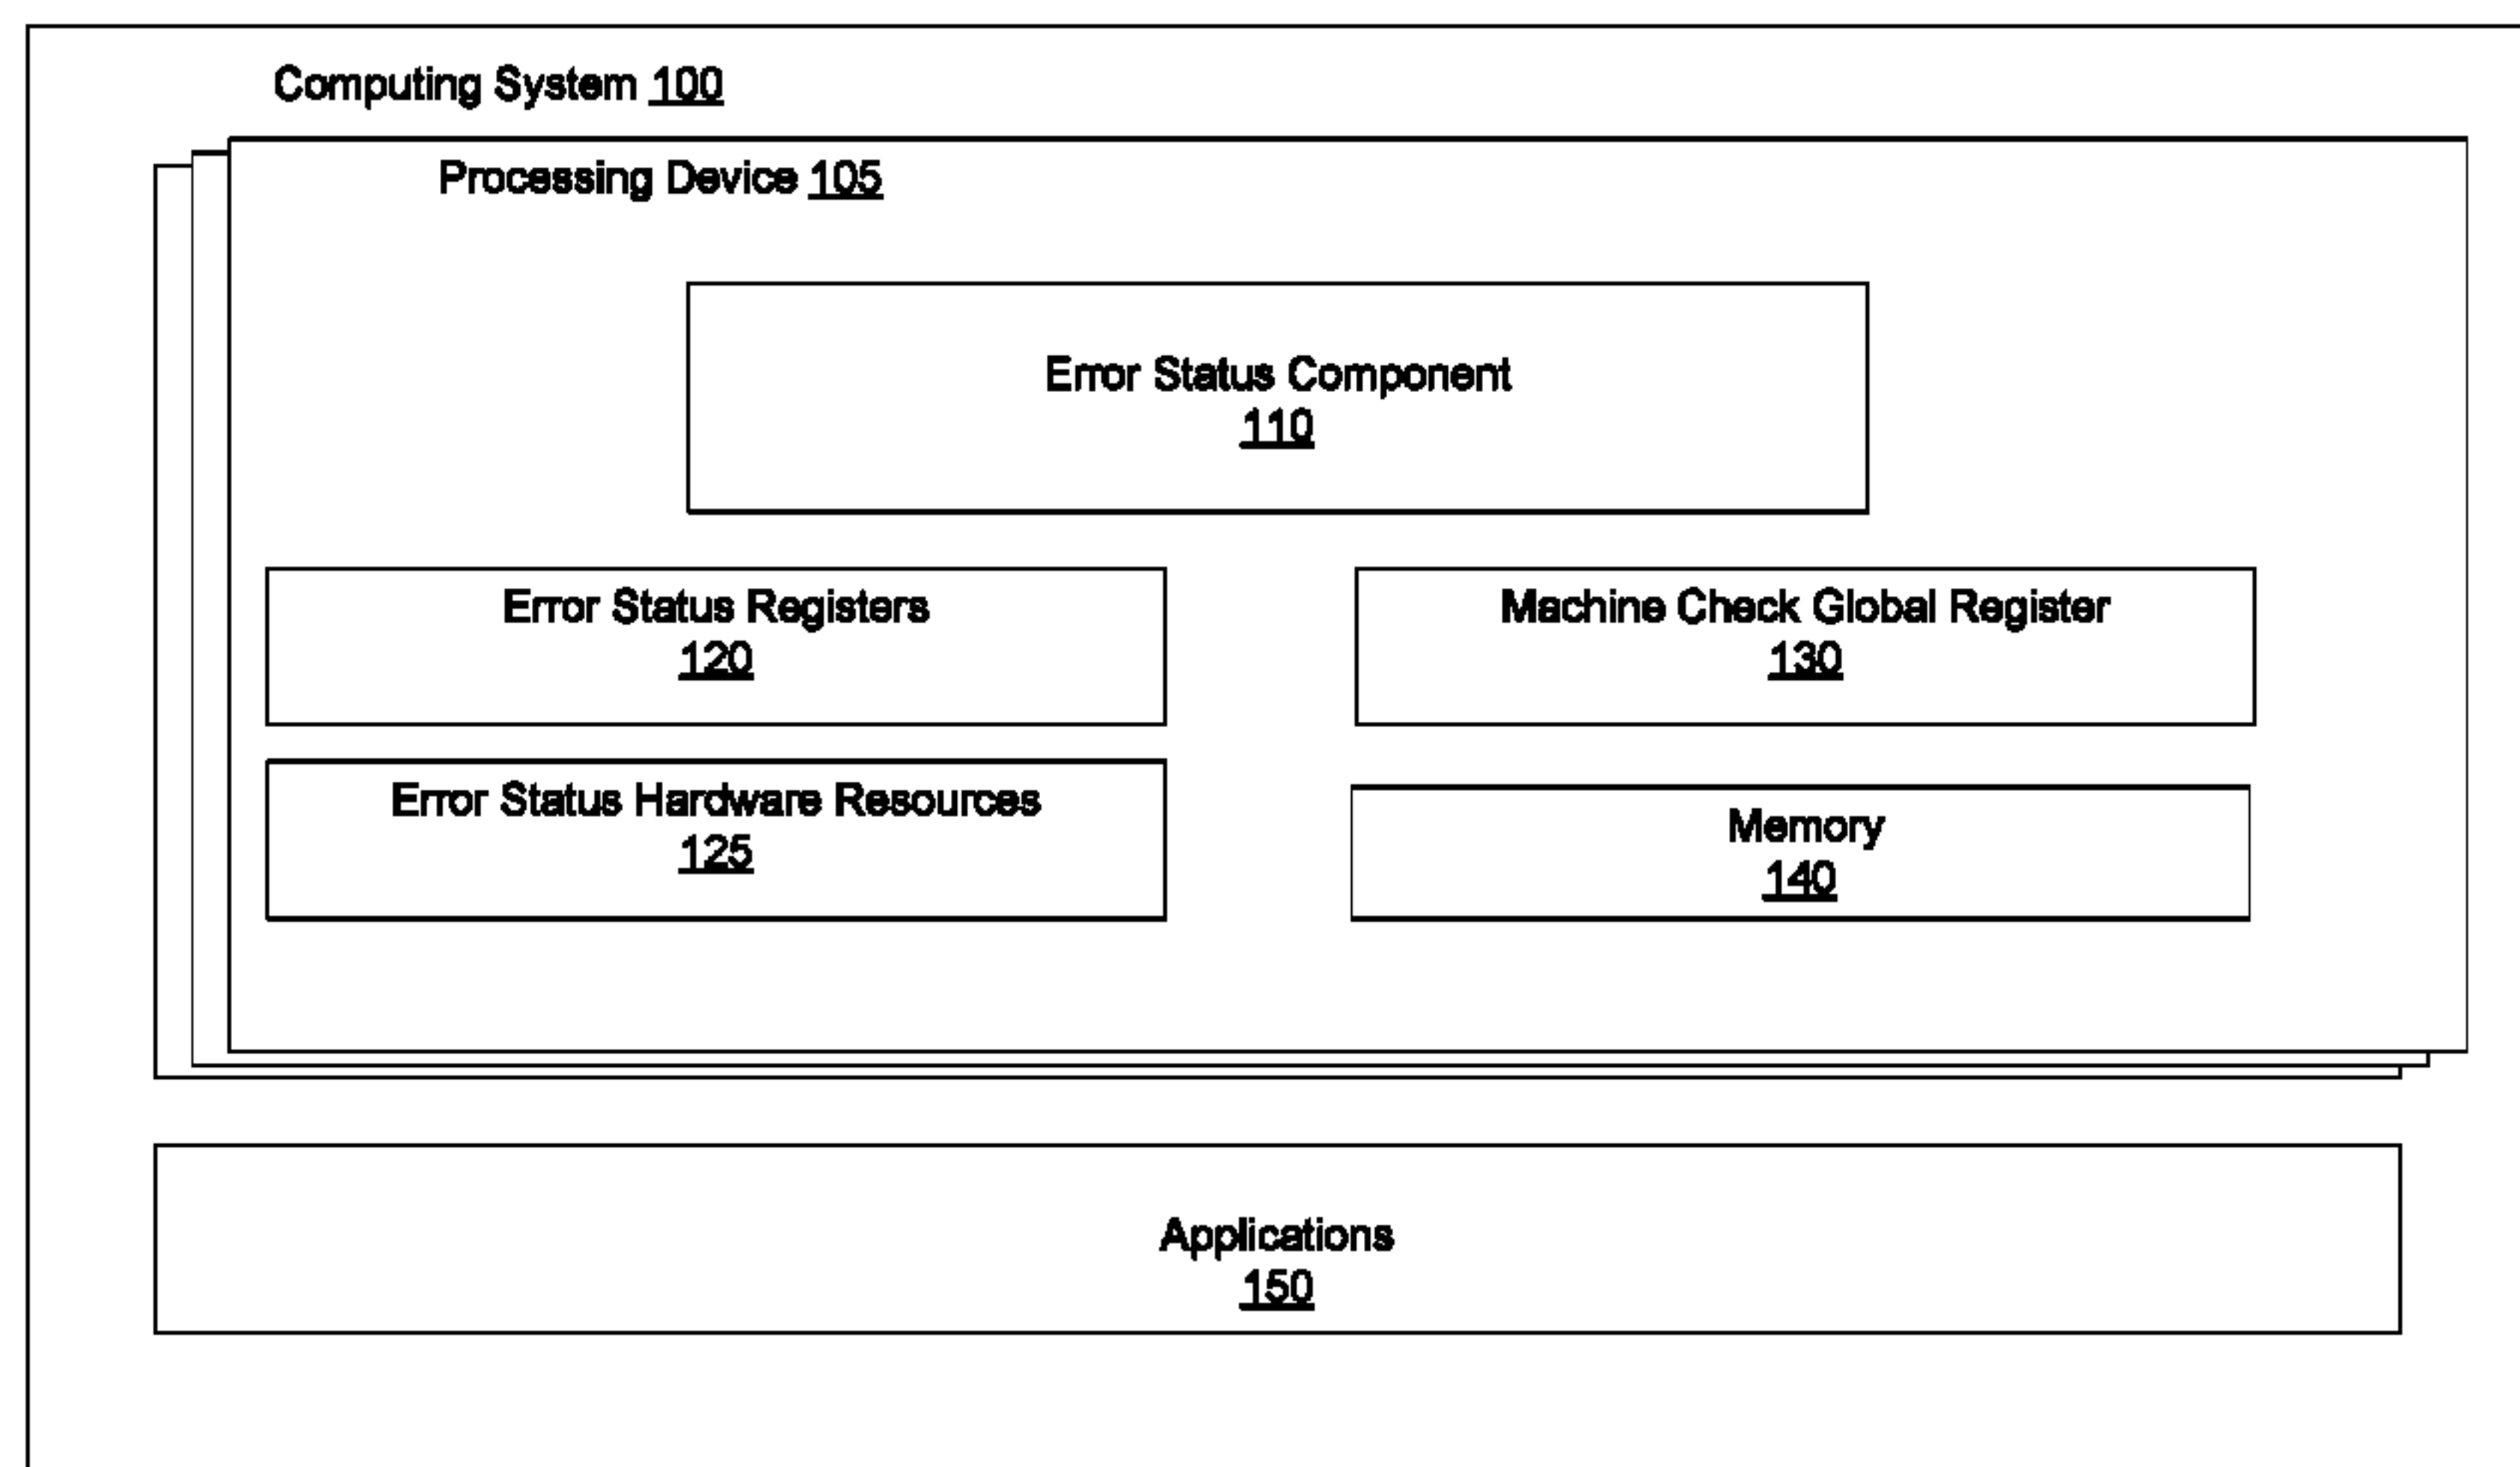 Computing System 100
Processing Device 105
Error Status Component
110
Error Status Registers
120
Machine Check Global Register
130
Error Status Hardware Resources
125
Memory
140
Applications
150